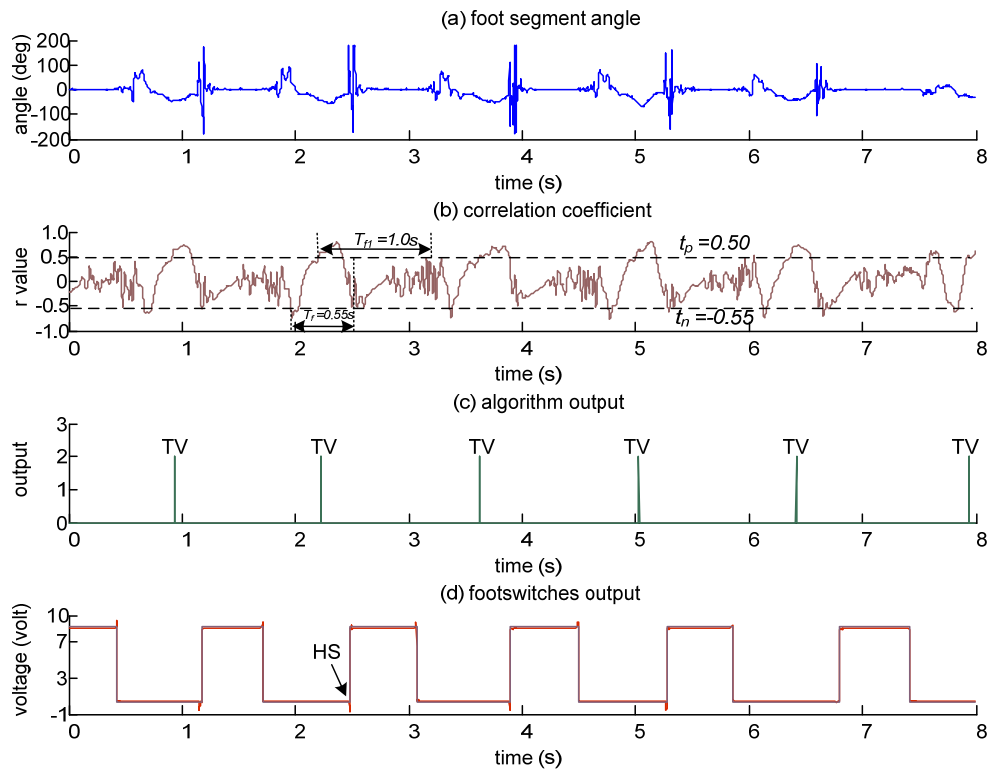 (a) foot segment angle
angle (deg)
200
100
0
-100
-200
0 1 2 3 4 5 6 7 8
time (s)
(b) correlation coefficient
r value
1.0
0.5
0
-0.5
-1.0
Tf1 =1.0s
tp =0.50
Tr =0.55s
tn =-0.55
0 1 2 3 4 5 6 7 8
time (s)
(c) algorithm output
output
3
2
1
0
TV TV TV TV TV TV
0 1 2 3 4 5 6 7 8
time (s)
(d) footswitches output
voltage (volt)
10
7
3
-1
HS
0 1 2 3 4 5 6 7 8
time (s)